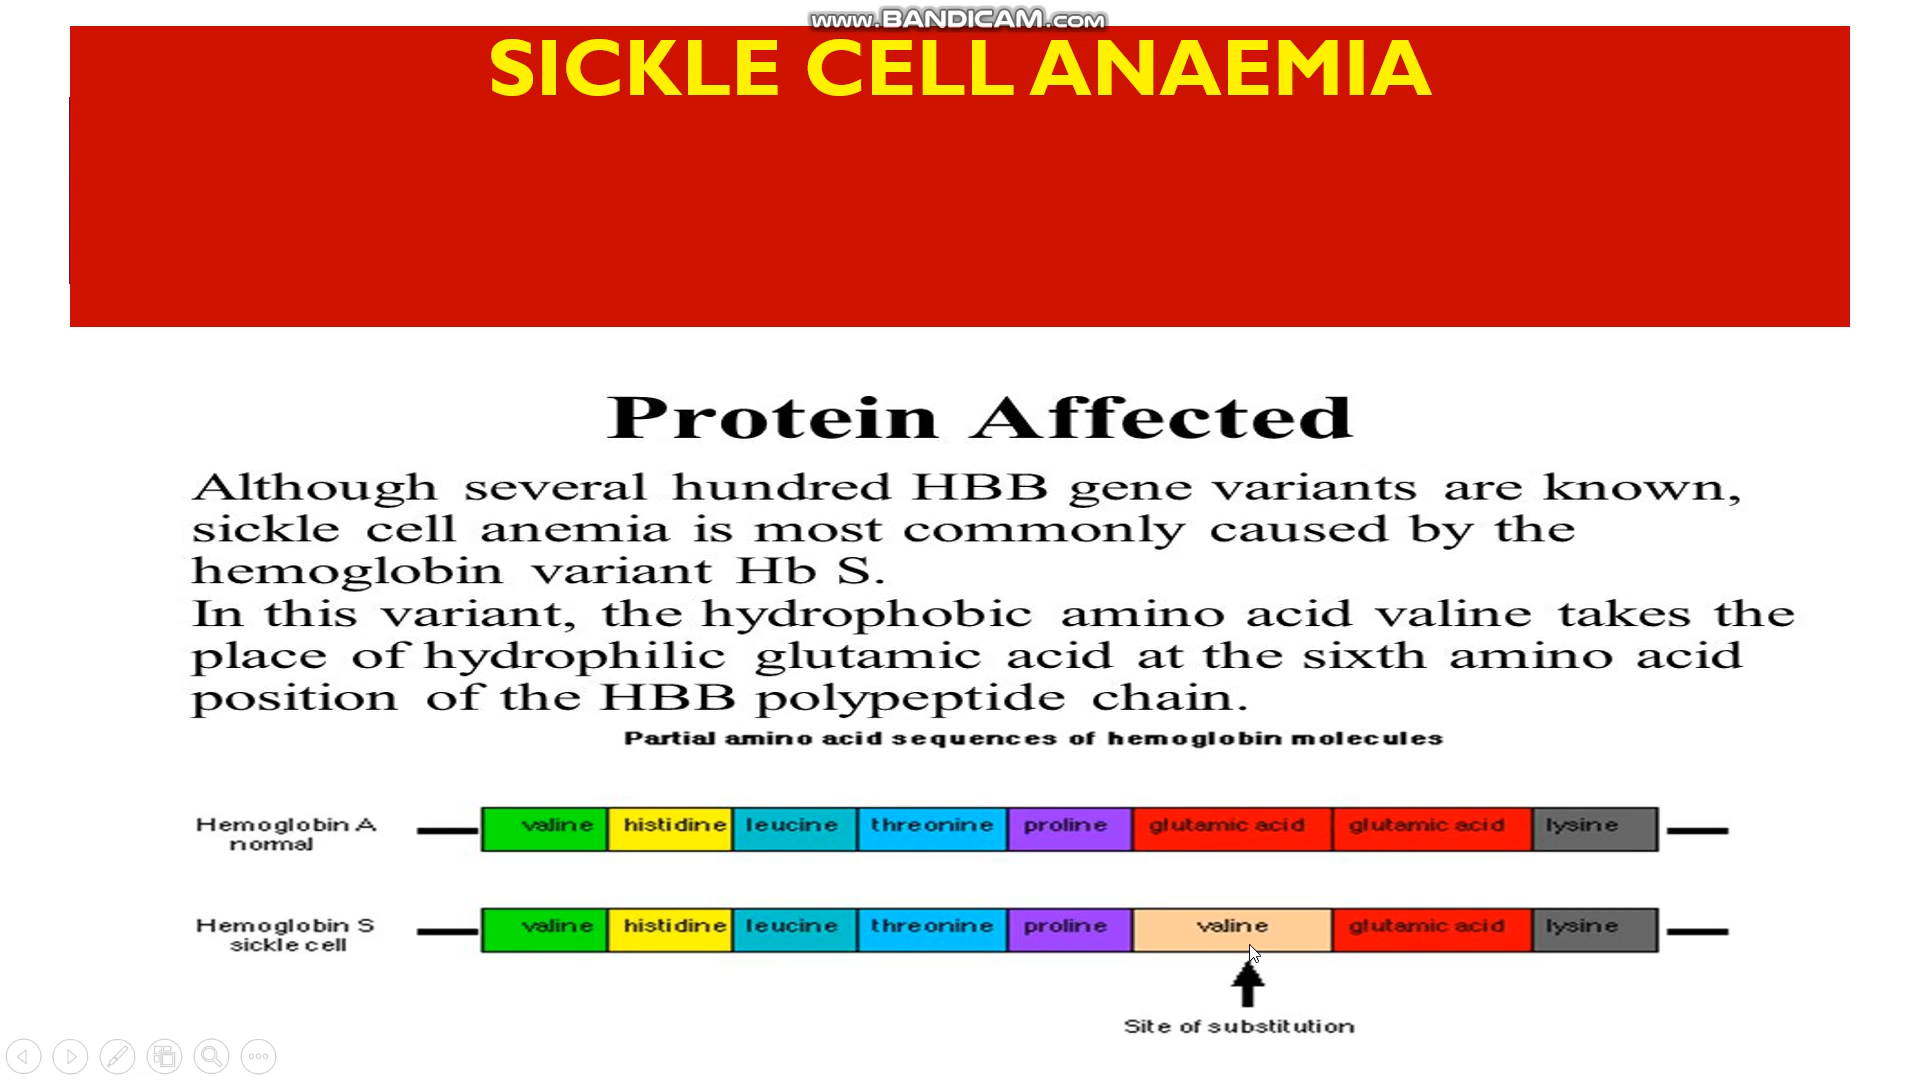 www.BANDICAM.com
SICKLE CELL ANAEMIA
Protein Affected
Although several hundred HBB gene variants are known,
sickle cell anemia is most commonly caused by the
hemoglobin variant Hb S.
In this variant, the hydrophobic amino acid valine takes the
place of hydrophilic glutamic acid at the sixth amino acid
position of the HBB polypeptide chain.
Partial amino acid sequences of hemoglobin molecules
Hemoglobin A
normal
valine histidine leucine threonine proline glutamic acid glutamic acid lysine
Hemoglobin S
sickle cell
valine histidine leucine threonine proline valine glutamic acid lysine
Site of substitution